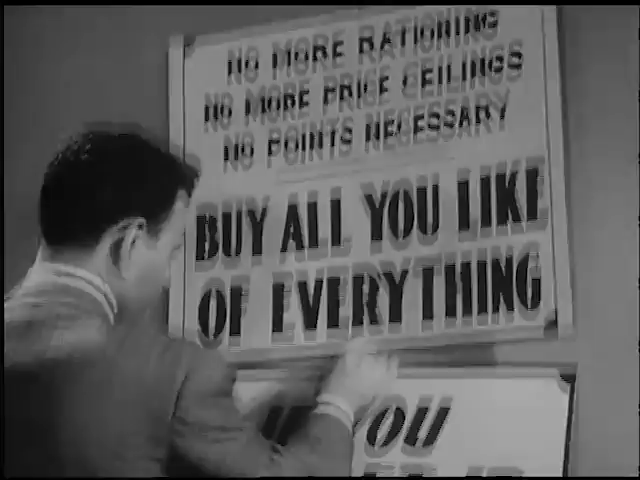 NO MORE RATIONING
NO MORE PRICE CEILINGS
NO POINTS NECESSARY
BUY ALL YOU LIKE
OF EVERYTHING
YOU